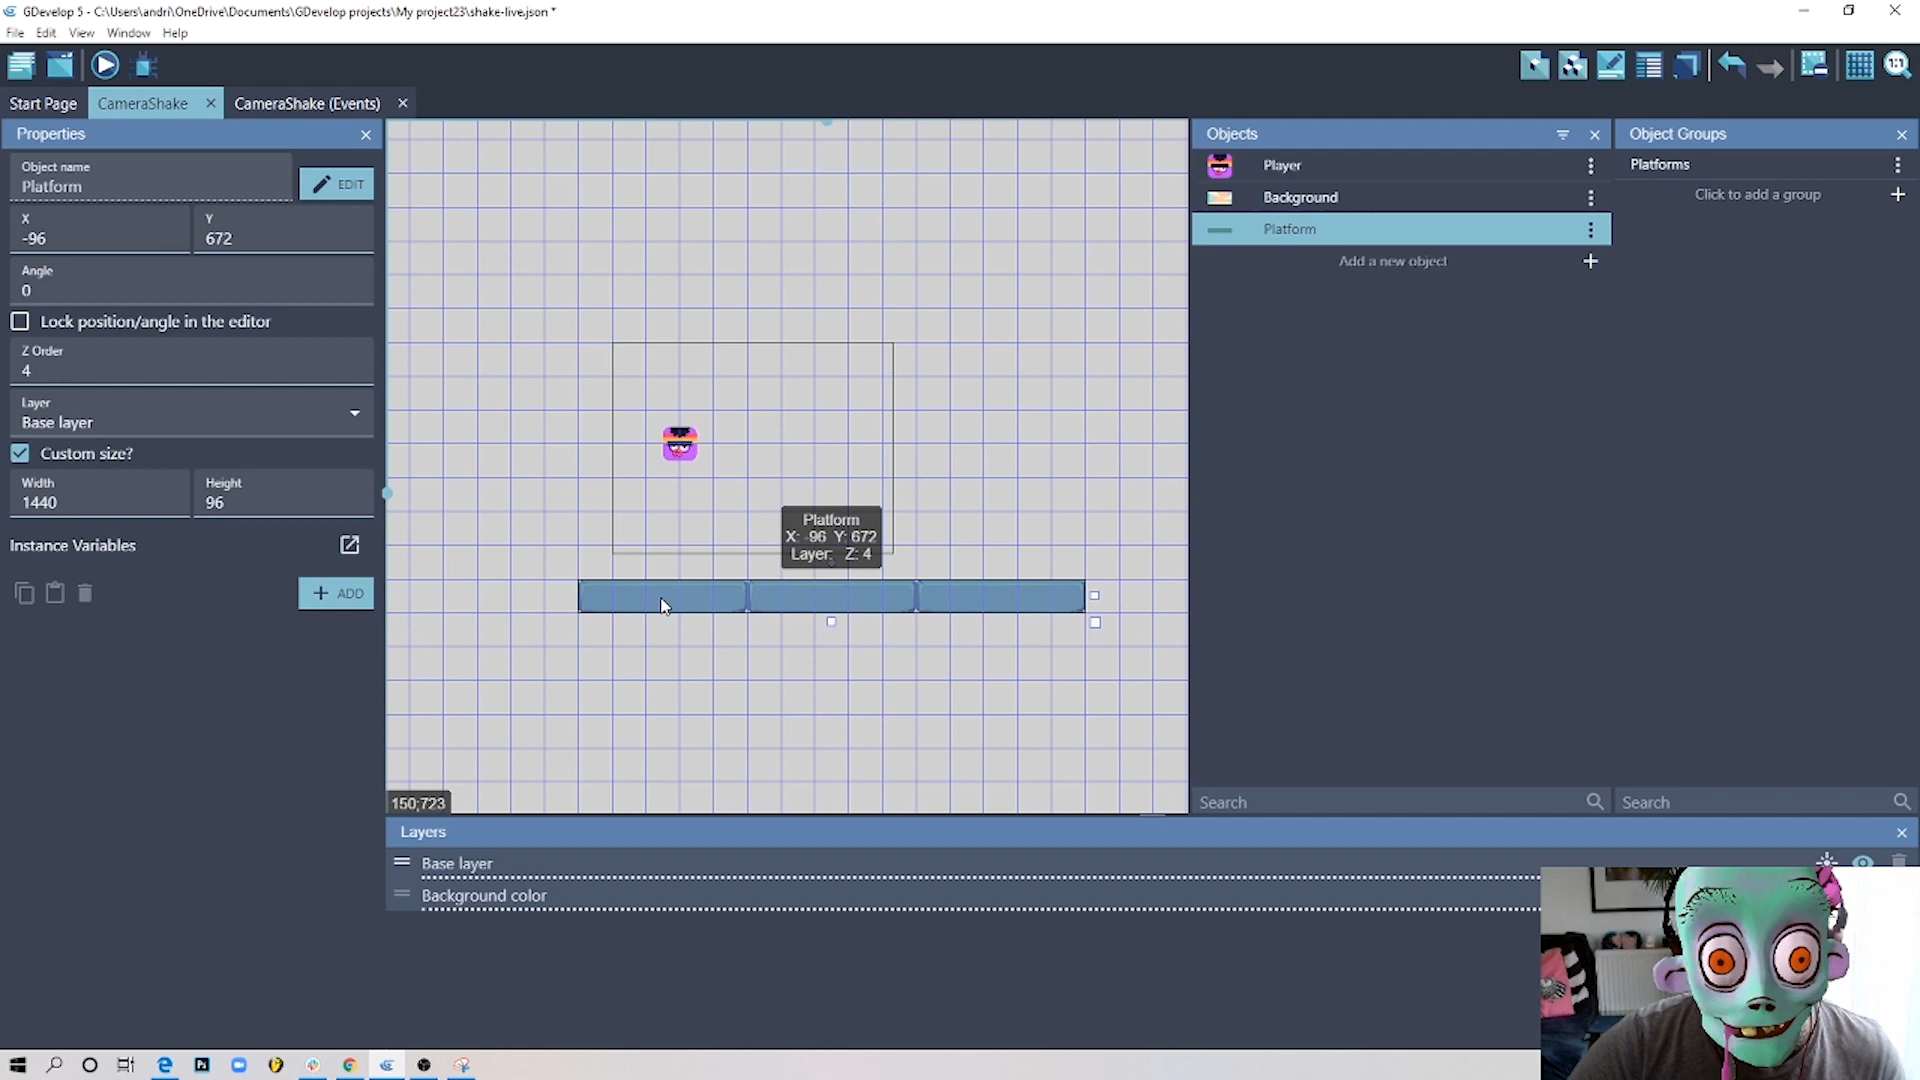 GDevelop 5 - C:\Users\andri\OneDrive\Documents\GDevelop projects\My project23\shake-live.json *
File Edit View Window Help
Start Page CameraShake CameraShake (Events)
Properties
Object name
Platform
EDIT
X Y
-96 672
Angle
0
Lock position/angle in the editor
Z Order
4
Layer
Base layer
Custom size?
Width Height
1440 96
Instance Variables
ADD
Platform
X: -96 Y: 672
Layer: Z: 4
150;723
Objects
Player
Background
Platform
Add a new object
Search
Object Groups
Platforms
Click to add a group
Search
1:1
Layers
Base layer
Background color